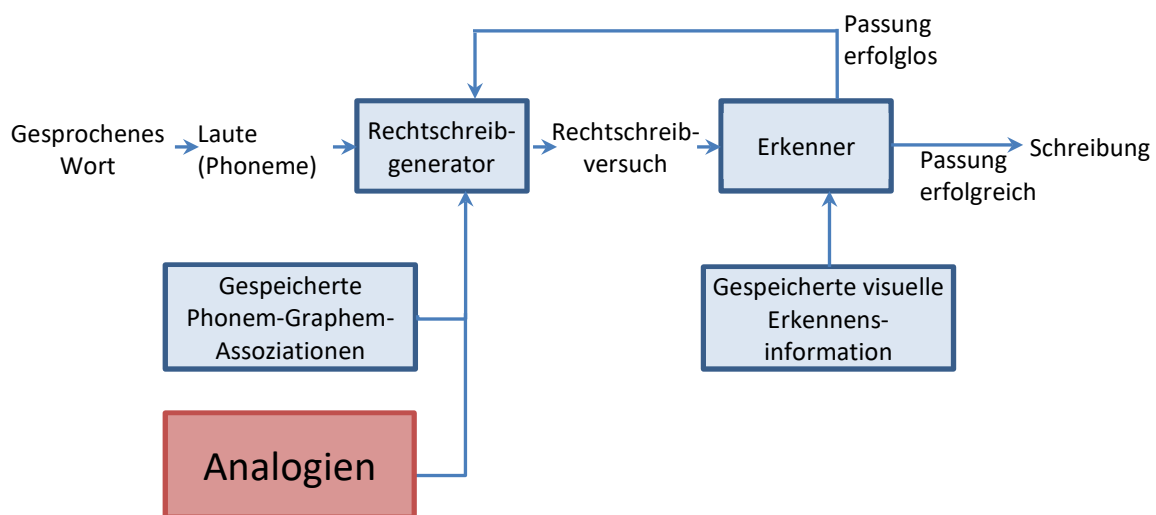 Passung
erfolglos
Gesprochenes
Wort
Laute
(Phoneme)
Rechtschreib-
generator
Rechtschreib-
versuch
Erkenner
Passung
erfolgreich
Schreibung
Gespeicherte
Phonem-Graphem-
Assoziationen
Gespeicherte visuelle
Erkennens-
information
Analogien